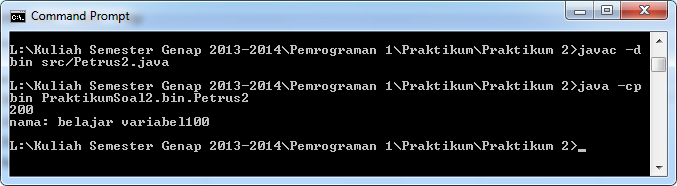 Command Prompt
L:\Kuliah Semester Genap 2013-2014\Pemrograman 1\Praktikum\Praktikum 2>javac -d
bin src/Petrus2.java
L:\Kuliah Semester Genap 2013-2014\Pemrograman 1\Praktikum\Praktikum 2>java -cp
bin PraktikumSoal2.bin.Petrus2
200
nama: belajar variabel100
L:\Kuliah Semester Genap 2013-2014\Pemrograman 1\Praktikum\Praktikum 2>_